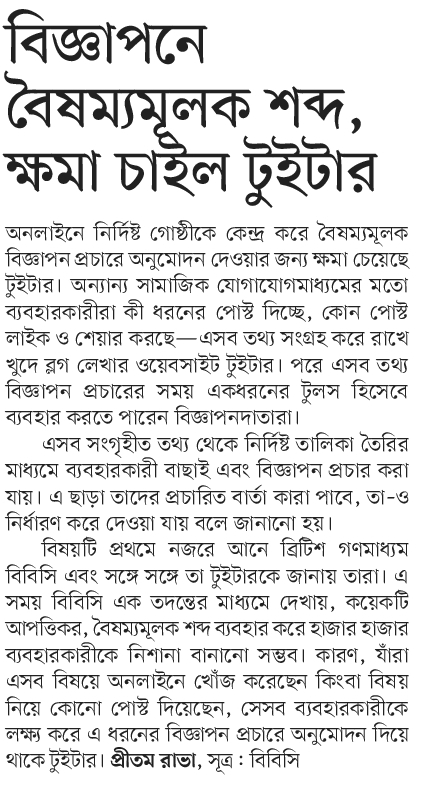 বিজ্ঞাপনে
বৈষম্যমূলক শব্দ,
ক্ষমা চাইল টুইটার
অনলাইনে নির্দিষ্ট গোষ্ঠীকে কেন্দ্র করে বৈষম্যমূলক
বিজ্ঞাপন প্রচারে অনুমোদন দেওয়ার জন্য ক্ষমা চেয়েছে
টুইটার। অন্যান্য সামাজিক যোগাযোগমাধ্যমের মতো
ব্যবহারকারীরা কী ধরনের পোস্ট দিচ্ছে, কোন পোস্ট
লাইক ও শেয়ার করছে—এসব তথ্য সংগ্রহ করে রাখে
খুদে ব্লগ লেখার ওয়েবসাইট টুইটার। পরে এসব তথ্য
বিজ্ঞাপন প্রচারের সময় একধরনের টুলস হিসেবে
ব্যবহার করতে পারেন বিজ্ঞাপনদাতারা।
এসব সংগৃহীত তথ্য থেকে নির্দিষ্ট তালিকা তৈরির
মাধ্যমে ব্যবহারকারী বাছাই এবং বিজ্ঞাপন প্রচার করা
যায়। এ ছাড়া তাদের প্রচারিত বার্তা কারা পাবে, তা-ও
নির্ধারণ করে দেওয়া যায় বলে জানানো হয়।
বিষয়টি প্রথমে নজরে আনে ব্রিটিশ গণমাধ্যম
বিবিসি এবং সঙ্গে সঙ্গে তা টুইটারকে জানায় তারা। এ
সময় বিবিসি এক তদন্তের মাধ্যমে দেখায়, কয়েকটি
আপত্তিকর, বৈষম্যমূলক শব্দ ব্যবহার করে হাজার হাজার
ব্যবহারকারীকে নিশানা বানানো সম্ভব। কারণ, যাঁরা
এসব বিষয়ে অনলাইনে খোঁজ করেছেন কিংবা বিষয়
নিয়ে কোনো পোস্ট দিয়েছেন, সেসব ব্যবহারকারীকে
লক্ষ্য করে এ ধরনের বিজ্ঞাপন প্রচারে অনুমোদন দিয়ে
থাকে টুইটার। প্রীতম রাভা, সূত্র : বিবিসি